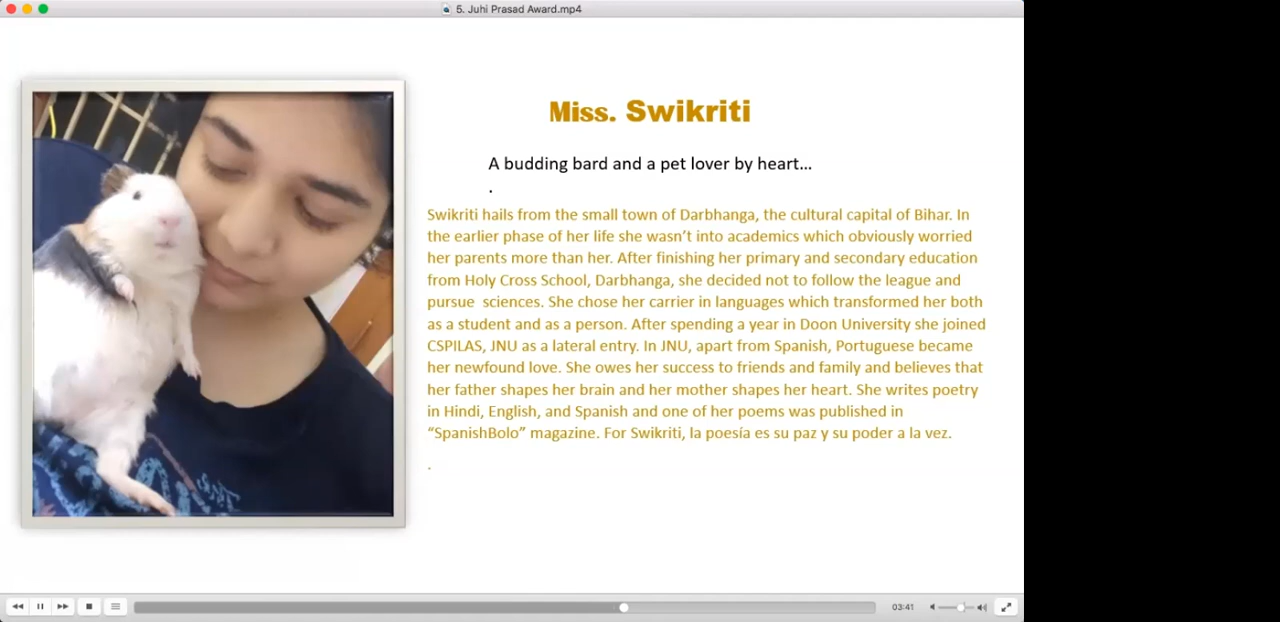 5. Juhi Prasad Award.mp4
Miss. Swikriti
A budding bard and a pet lover by heart...
.
Swikriti hails from the small town of Darbhanga, the cultural capital of Bihar. In
the earlier phase of her life she wasn’t into academics which obviously worried
her parents more than her. After finishing her primary and secondary education
from Holy Cross School, Darbhanga, she decided not to follow the league and
pursue  sciences. She chose her carrier in languages which transformed her both
as a student and as a person. After spending a year in Doon University she joined
CSPILAS, JNU as a lateral entry. In JNU, apart from Spanish, Portuguese became
her newfound love. She owes her success to friends and family and believes that
her father shapes her brain and her mother shapes her heart. She writes poetry
in Hindi, English, and Spanish and one of her poems was published in
“SpanishBolo” magazine. For Swikriti, la poesía es su paz y su poder a la vez.
.
03:41